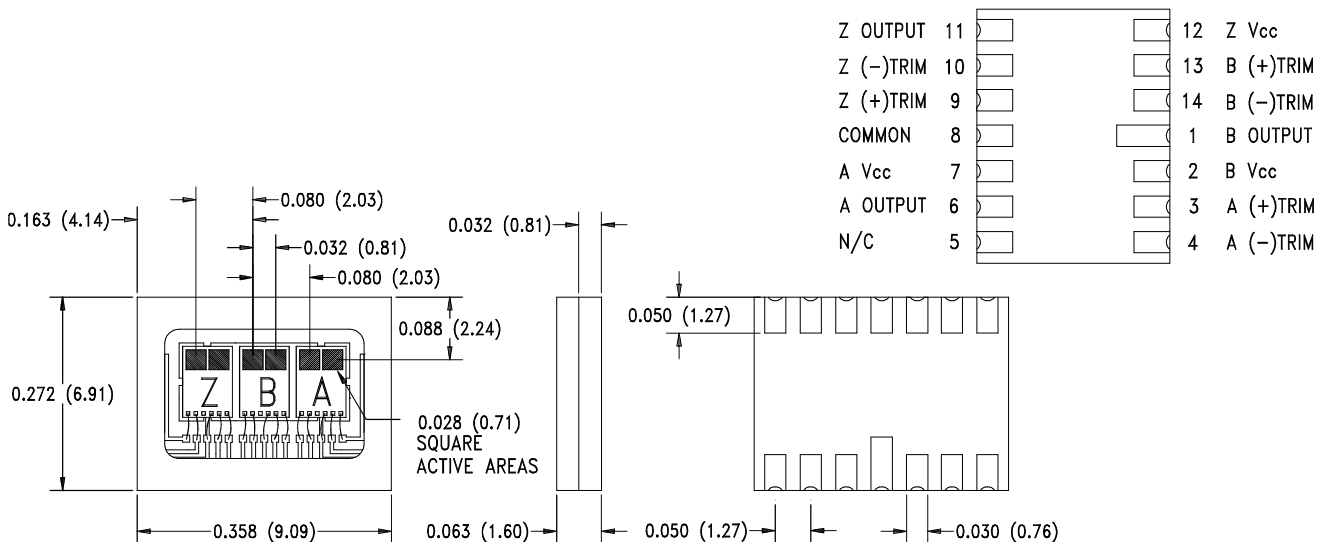 Z OUTPUT 11
Z (-)TRIM 10
Z (+)TRIM 9
COMMON 8
A Vcc 7
A OUTPUT 6
N/C 5
12 Z Vcc
13 B (+)TRIM
14 B (-)TRIM
1 B OUTPUT
2 B Vcc
3 A (+)TRIM
4 A (-)TRIM
0.080 (2.03)
0.163 (4.14)
0.032 (0.81)
0.080 (2.03)
0.088 (2.24)
0.272 (6.91)
Z B A
0.028 (0.71)
SQUARE
ACTIVE AREAS
0.358 (9.09)
0.032 (0.81)
0.063 (1.60)
0.050 (1.27)
0.050 (1.27)
0.030 (0.76)